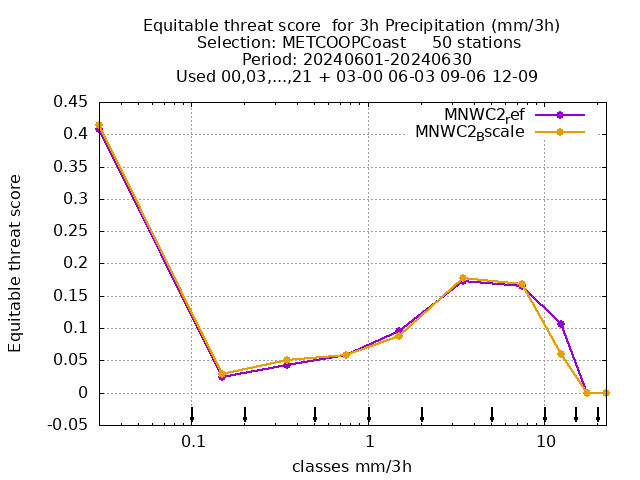 Equitable threat score  for 3h Precipitation (mm/3h)
Selection: METCOOPCoast     50 stations
Period: 20240601-20240630
Used 00,03,...,21 + 03-00 06-03 09-06 12-09
MNWC2ref
MNWC2Bscale
0.45
0.4
0.35
0.3
0.25
0.2
0.15
0.1
0.05
0
-0.05
Equitable threat score
0.1 1 10
classes mm/3h